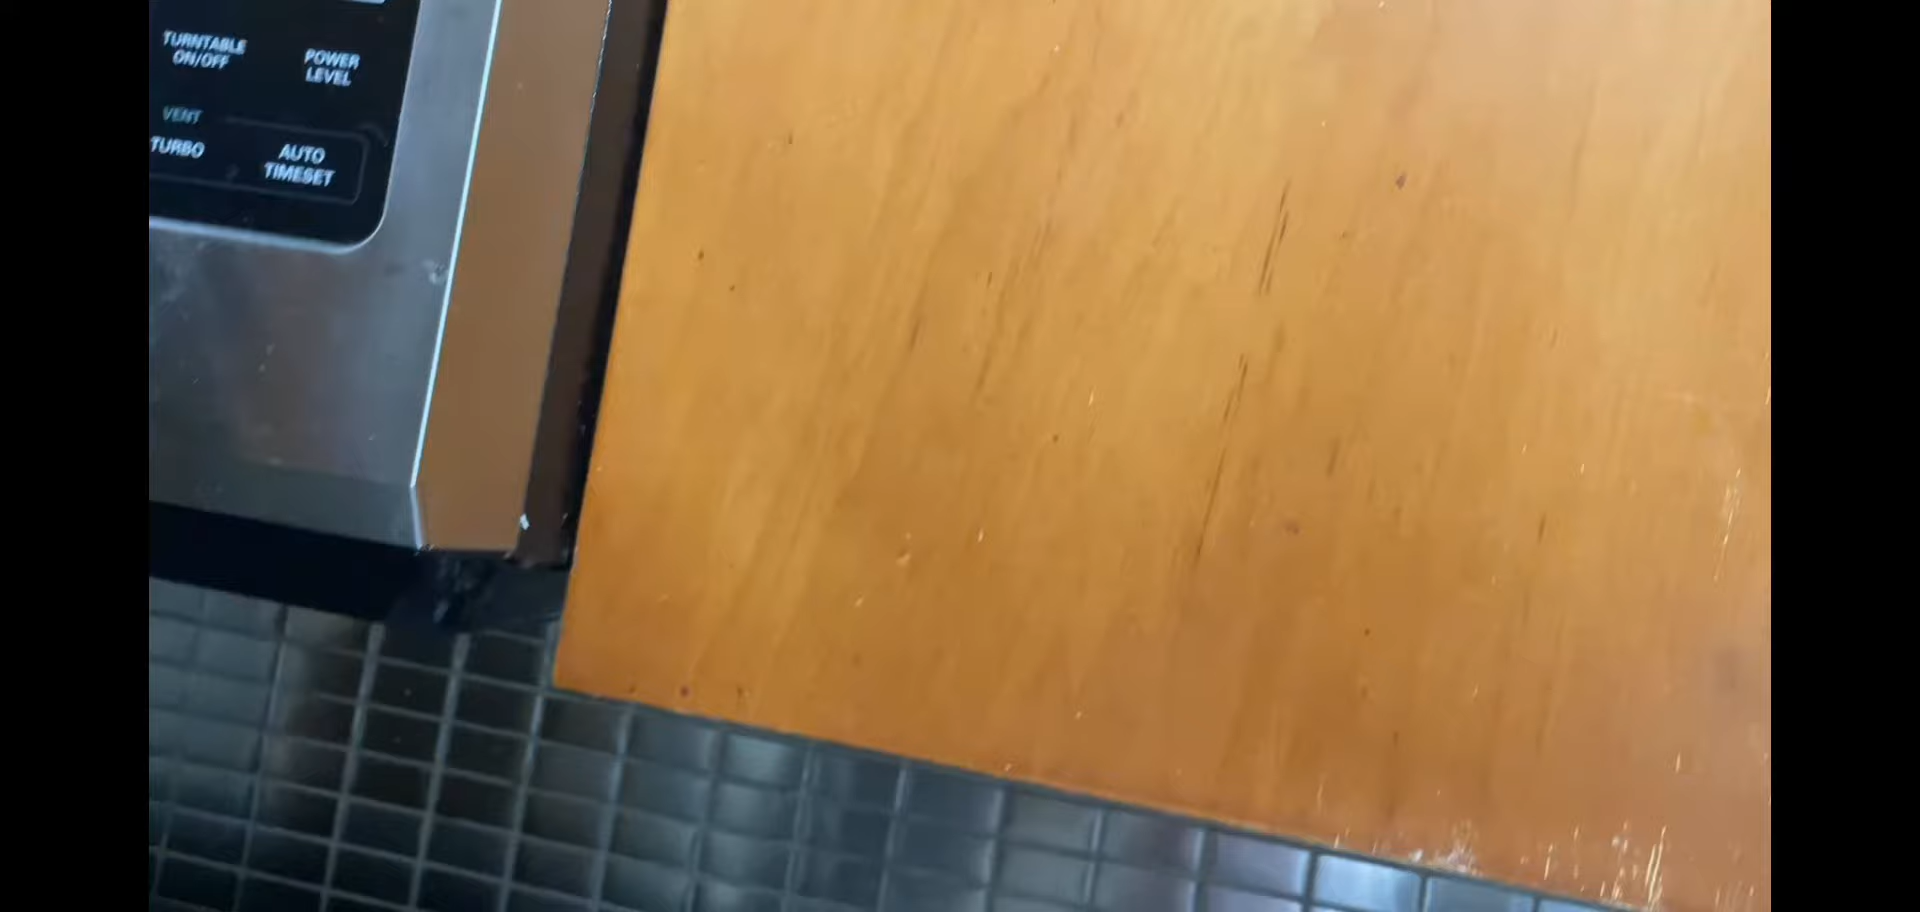 TURNTABLE
ON/OFF
POWER
LEVEL
VENT
TURBO
AUTO
TIMESET